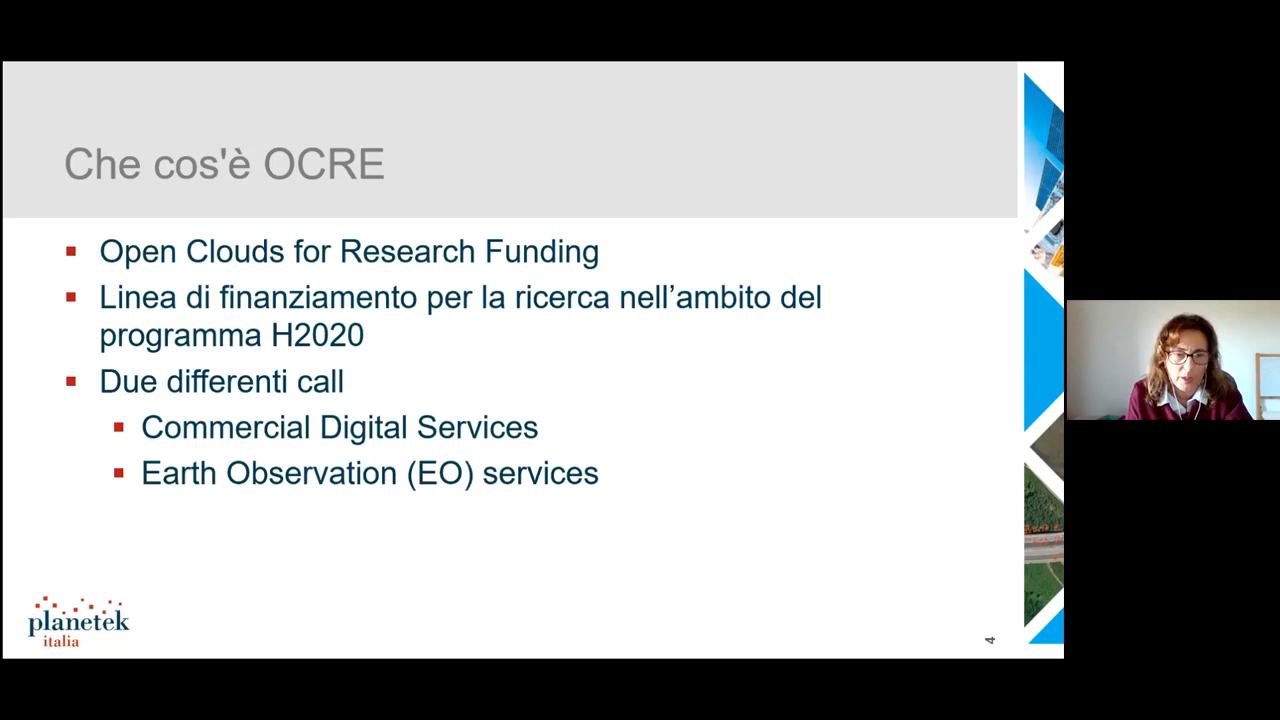 Che cos'è OCRE
Open Clouds for Research Funding
Linea di finanziamento per la ricerca nell’ambito del
programma H2020
Due differenti call
Commercial Digital Services
Earth Observation (EO) services
planetek
italia
4